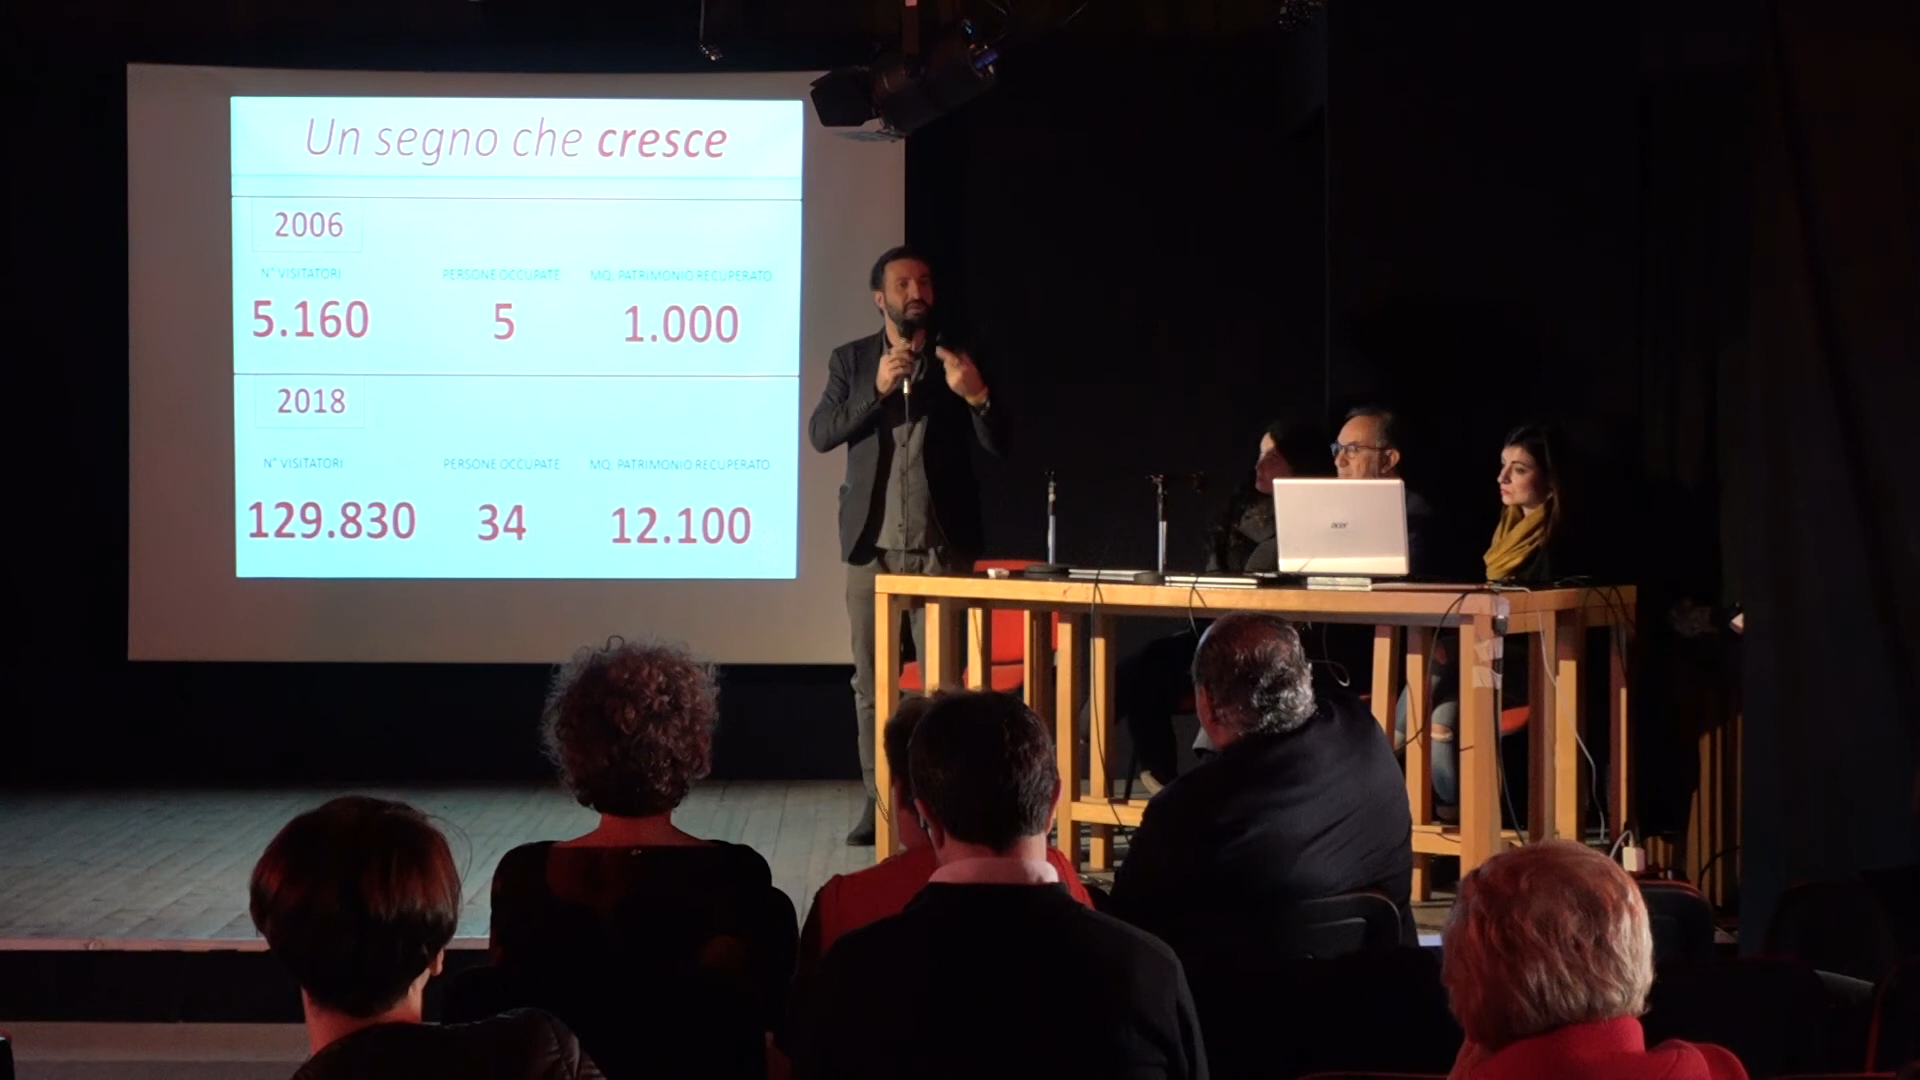 Un segno che cresce
2006
N° VISITATORI PERSONE OCCUPATE MQ. PATRIMONIO RECUPERATO
5.160 5 1.000
2018
N° VISITATORI PERSONE OCCUPATE MQ. PATRIMONIO RECUPERATO
129.830 34 12.100
acer